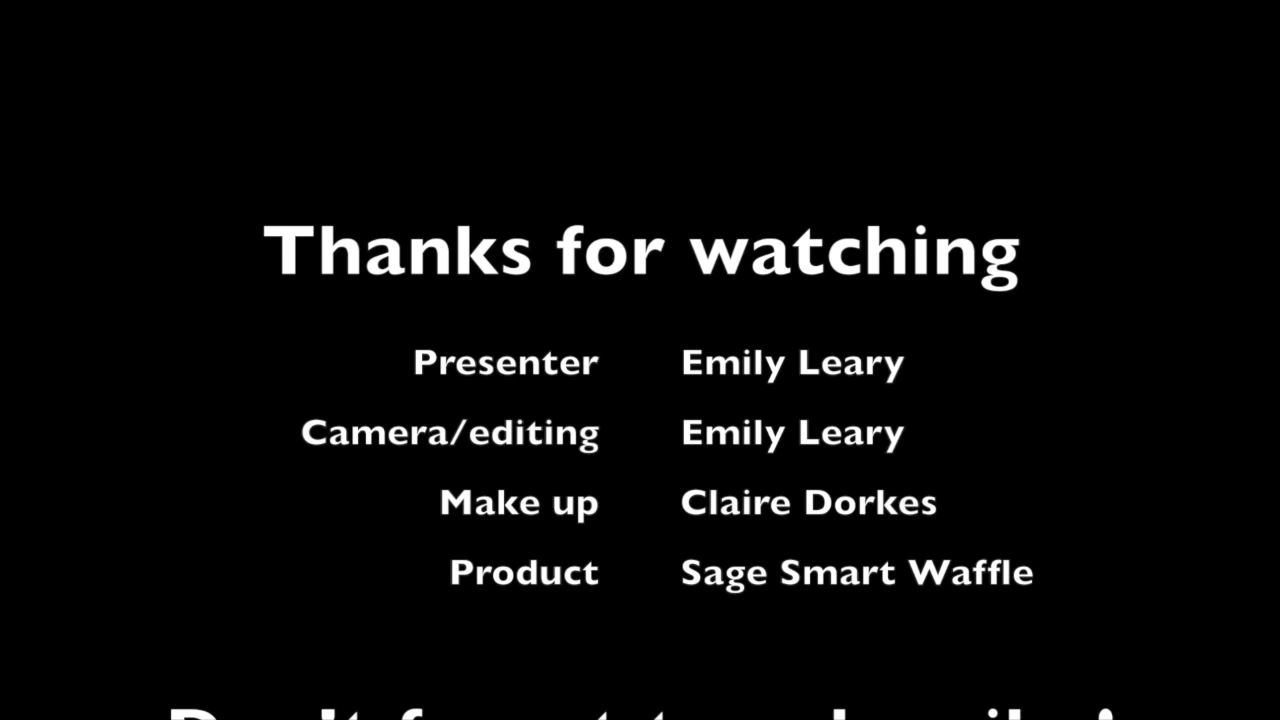 Thanks for watching
Presenter Emily Leary
Camera/editing Emily Leary
Make up Claire Dorkes
Product Sage Smart Waffle